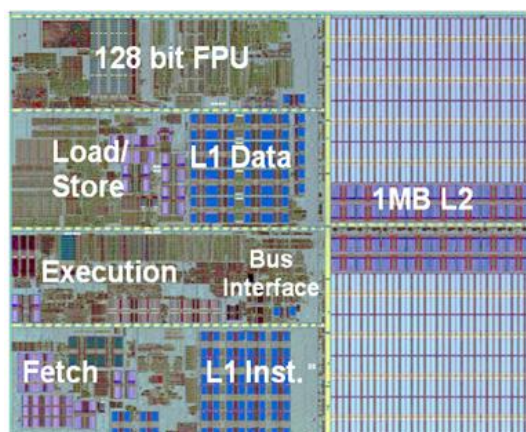 128 bit FPU
Load/
Store
L1 Data
1MB L2
Execution
Bus
Interface
Fetch
L1 Inst.